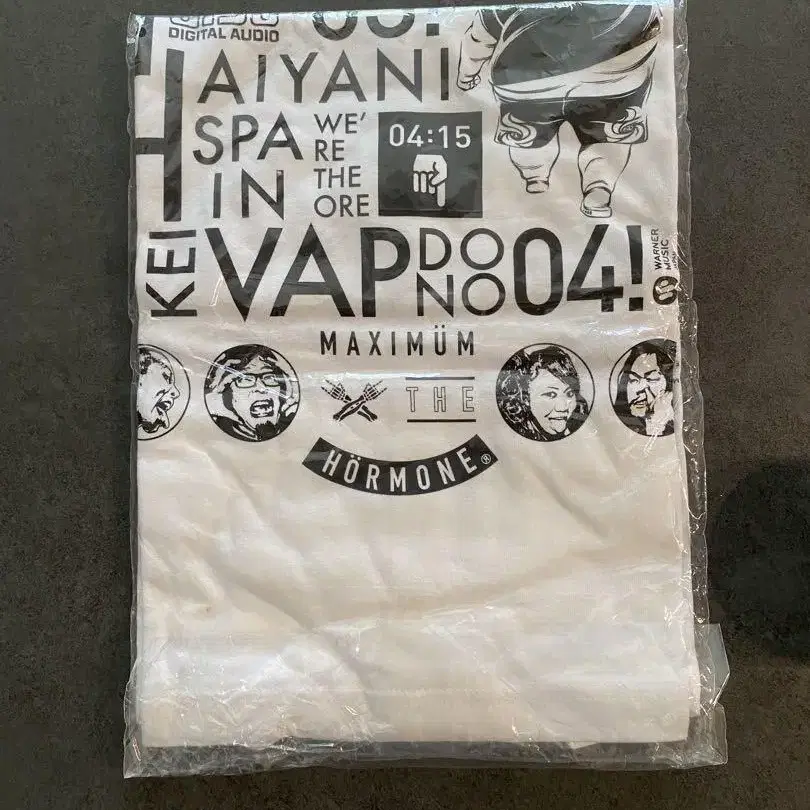 DIGITAL AUDIO
AIYANI
SPA
IN
WE'
RE
THE
ORE
04:15
KEI
VAP
DO
NO
04!
WARNER
MUSIC
MAXIMÜM
THE
HÖRMONE®